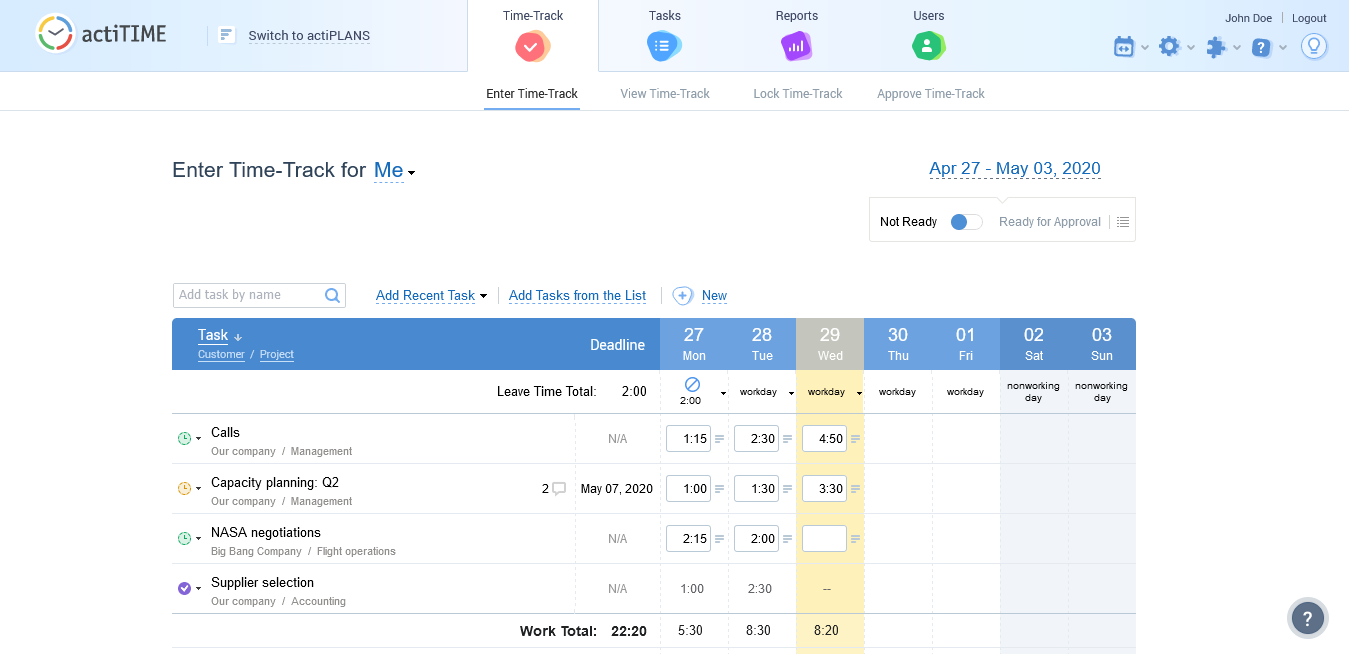 actiTIME
Switch to actiPLANS
Time-Track
Tasks
Reports
Users
John Doe
Logout
Enter Time-Track
View Time-Track
Lock Time-Track
Approve Time-Track
Enter Time-Track for Me
Apr 27 - May 03, 2020
Not Ready
Ready for Approval
Add task by name
Add Recent Task
Add Tasks from the List
New
Task ↓
Customer / Project
Deadline
27 Mon
28 Tue
29 Wed
30 Thu
01 Fri
02 Sat
03 Sun
Leave Time Total: 2:00
2:00
workday
workday
workday
workday
nonworking day
nonworking day
Calls
Our company / Management
N/A 1:15 2:30 4:50
Capacity planning: Q2
Our company / Management
2 May 07, 2020 1:00 1:30 3:30
NASA negotiations
Big Bang Company / Flight operations
N/A 2:15 2:00
Supplier selection
Our company / Accounting
N/A 1:00 2:30 --
Work Total: 22:20 5:30 8:30 8:20
?